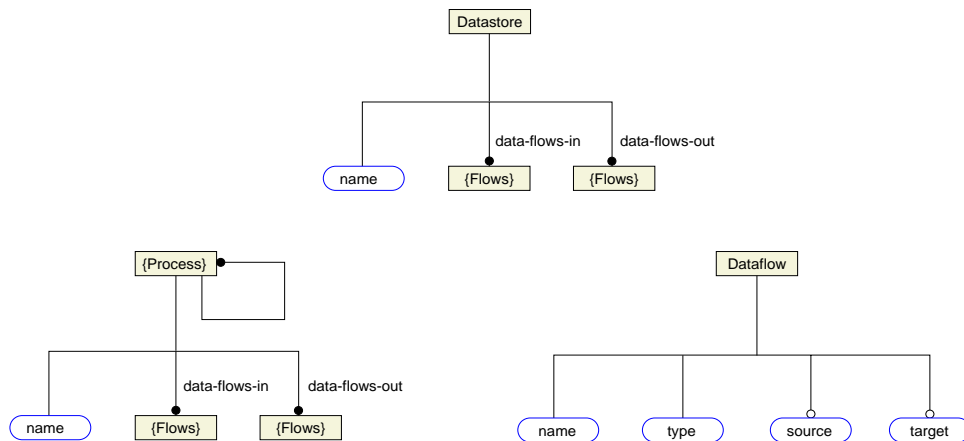 Datastore
data-flows-in
data-flows-out
name
{Flows}
{Flows}
{Process}
Dataflow
data-flows-in
data-flows-out
name
{Flows}
{Flows}
name
type
source
target